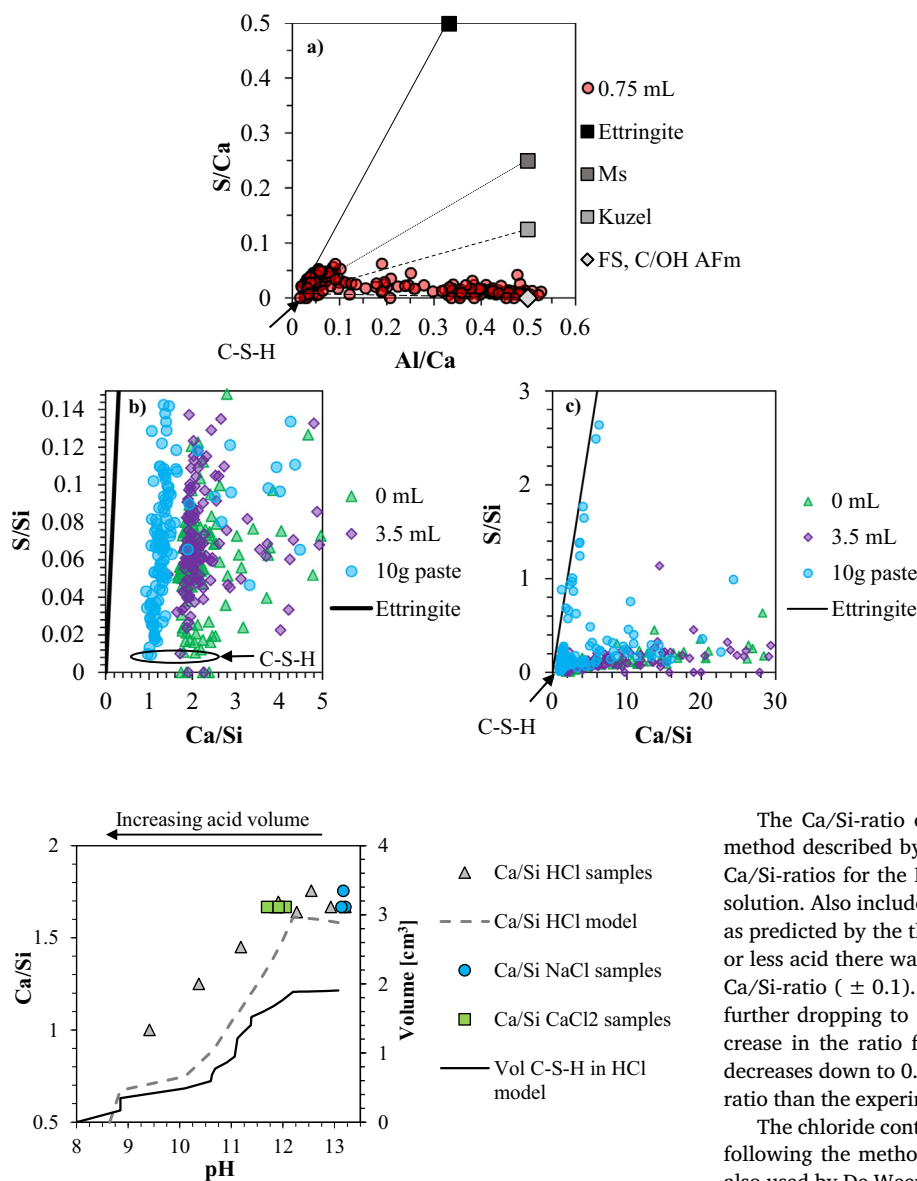 a)
S/Ca
0.5
0.4
0.3
0.2
0.1
0
0 0.1 0.2 0.3 0.4 0.5 0.6
Al/Ca
C-S-H
0.75 mL
Ettringite
Ms
Kuzel
FS, C/OH AFm
b)
S/Si
0.14
0.12
0.1
0.08
0.06
0.04
0.02
0
0 1 2 3 4 5
Ca/Si
C-S-H
0 mL
3.5 mL
10g paste
Ettringite
c)
S/Si
3
2
1
0
0 10 20 30
Ca/Si
C-S-H
0 mL
3.5 mL
10g paste
Ettringite
Increasing acid volume
Ca/Si
2
1.5
1
0.5
8 9 10 11 12 13
pH
4
3
2
1
0
Volume [cm³]
Ca/Si HCl samples
Ca/Si HCl model
Ca/Si NaCl samples
Ca/Si CaCl2 samples
Vol C-S-H in HCl
model
The Ca/Si-ratio
method described by
Ca/Si-ratios for the
solution. Also include
as predicted by the
or less acid there wa
Ca/Si-ratio ( ± 0.1).
further dropping to
crease in the ratio f
decreases down to 0.
ratio than the experi
The chloride cont
following the metho
also used by De Weer